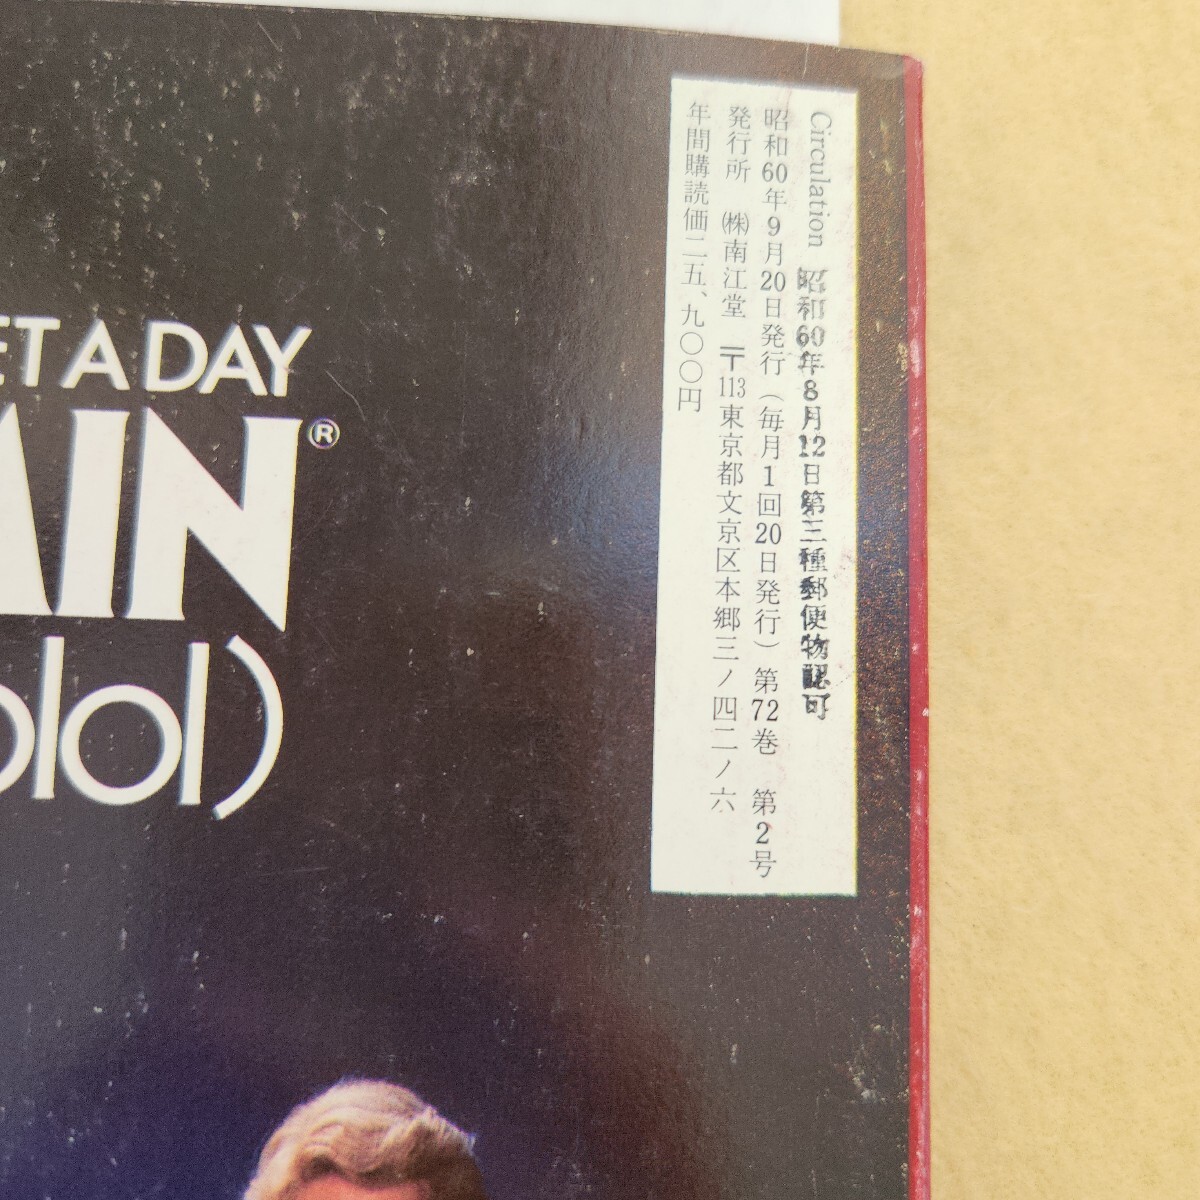 Circulation 昭和60年8月12日第三種郵便物認可
昭和60年9月20日発行(毎月1回20日発行)第72巻 第2号
発行所 ㈱南江堂 〒113東京都文京区本郷三ノ四二ノ六
年間購読価二五、九〇〇円
A DAY
®